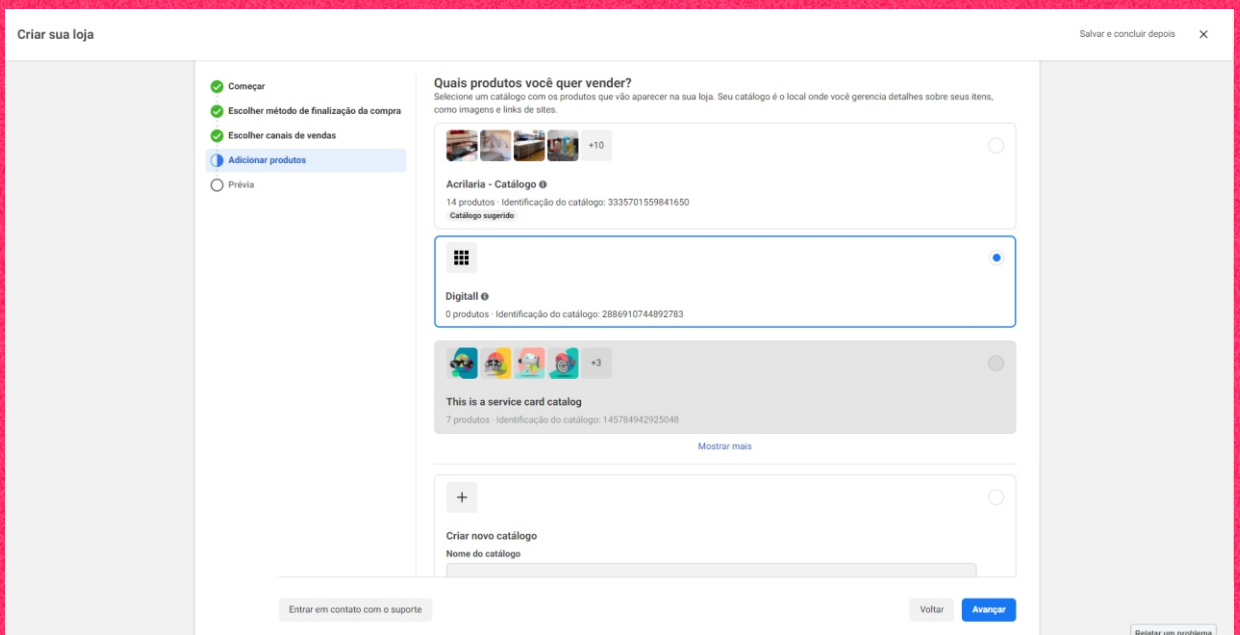 Criar sua loja
Salvar e concluir depois
Começar
Escolher método de finalização da compra
Escolher canais de vendas
Adicionar produtos
Prévia
Quais produtos você quer vender?
Selecione um catálogo com os produtos que vão aparecer na sua loja. Seu catálogo é o local onde você gerencia detalhes sobre seus itens,
como imagens e links de sites.
+10
Acrilaria - Catálogo
14 produtos · Identificação do catálogo: 3335701559841650
Catálogo sugerido
Digitall
0 produtos · Identificação do catálogo: 2886910744892783
+3
This is a service card catalog
7 produtos · Identificação do catálogo: 145784942925048
Mostrar mais
Criar novo catálogo
Nome do catálogo
Entrar em contato com o suporte
Voltar
Avançar
Relatar um problema